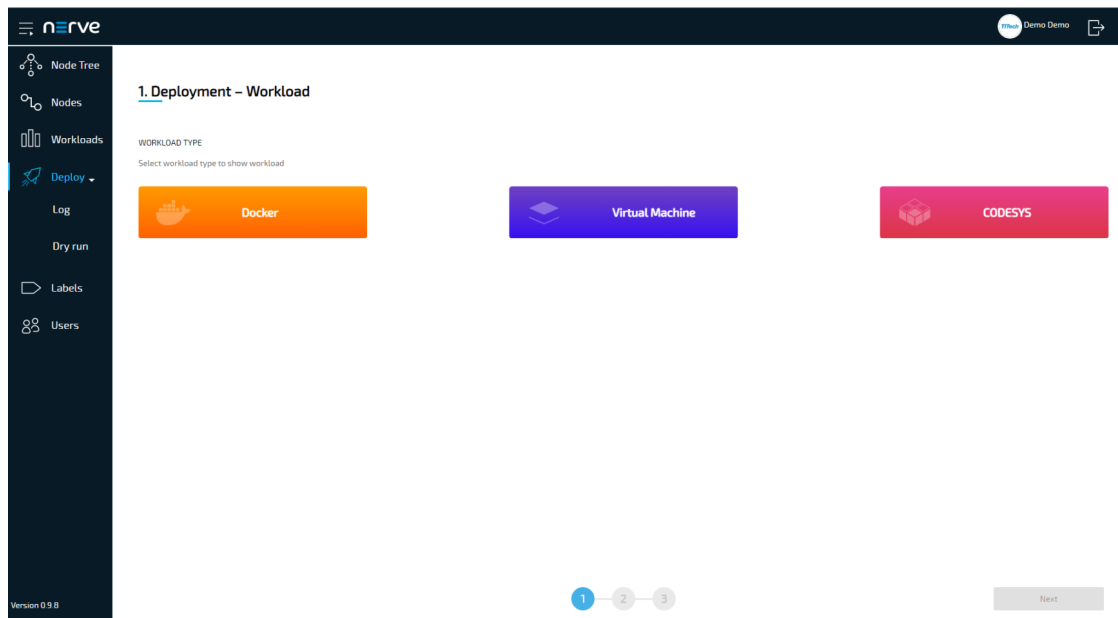 nerve
TTTech Demo Demo
Node Tree
Nodes
Workloads
Deploy
Log
Dry run
Labels
Users
Version 0.9.8
1. Deployment – Workload
WORKLOAD TYPE
Select workload type to show workload
Docker
Virtual Machine
CODESYS
1 2 3
Next